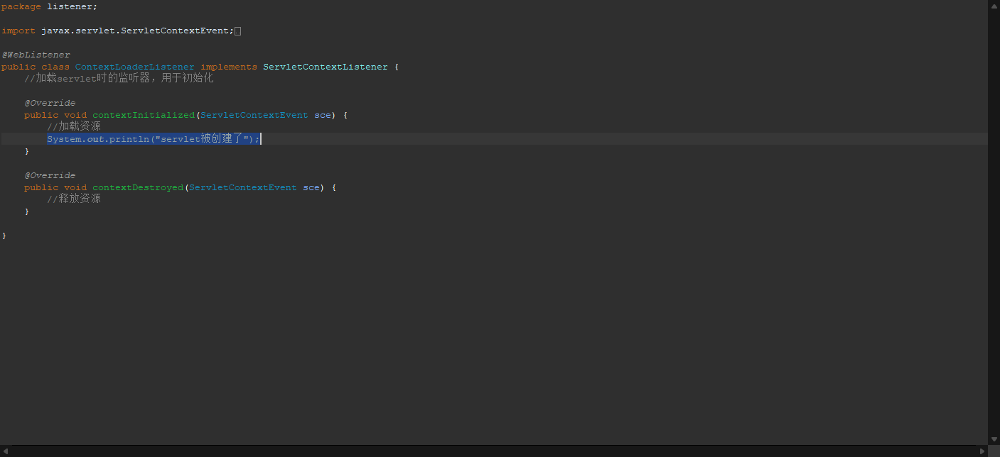 package listener;
import javax.servlet.ServletContextEvent;
@WebListener
public class ContextLoaderListener implements ServletContextListener {
//加载servlet时的监听器，用于初始化
@Override
public void contextInitialized(ServletContextEvent sce) {
//加载资源
System.out.println("servlet被创建了");
}
@Override
public void contextDestroyed(ServletContextEvent sce) {
//释放资源
}
}